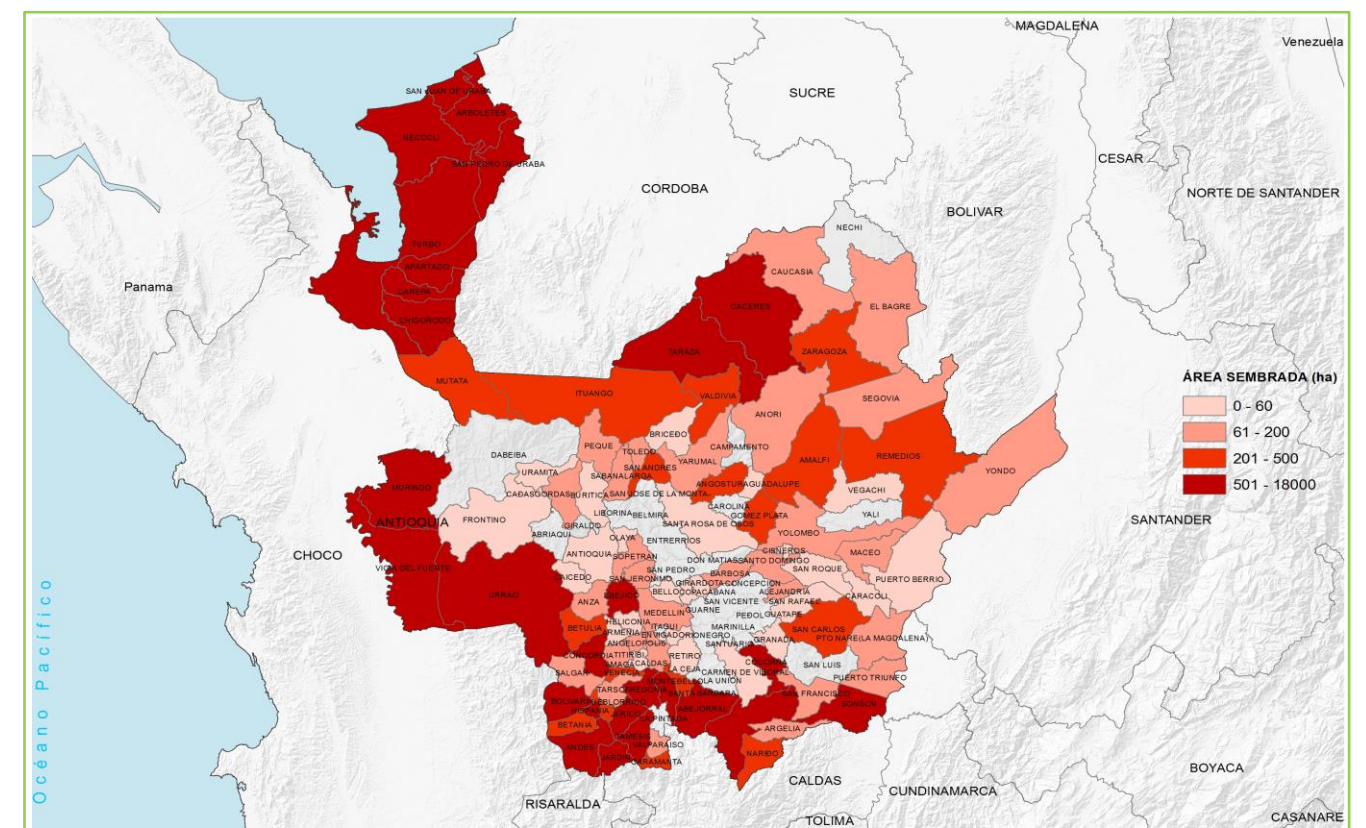 MAGDALENA
Venezuela
SUCRE
CESAR
CORDOBA
NORTE DE SANTANDER
BOLIVAR
Panama
ARBOLETES
NECOCLI
SAN PEDRO DE URABA
TURBO
APARTADO
CAREPA
CHIGORODO
NECHI
CAUCASIA
EL BAGRE
CACERES
TARAZA
ZARAGOZA
MUTATA
ITUANGO
VALDIVIA
SEGOVIA
ANORI
ÁREA SEMBRADA (ha)
0 - 60
61 - 200
201 - 500
501 - 18000
BRICEÐO
PEQUE
DABEIBA
TOLEDO
CAMPAMENTO
YARUMAL
AMALFI
REMEDIOS
YONDO
URAMITA
SAN ANDRES
SABANALARGA
ANGOSTURA
GUADALUPE
VEGACHI
CAÐASGORDAS
BURITICA
SAN JOSE DE LA MONTA-
CAROLINA
GOMEZ PLATA
YALI
MURINDO
LIBORINA
BELMIRA
ANTIOQUIA
FRONTINO
GIRALDO
SANTA ROSA DE OSOS
SANTANDER
ABRIAQUI
OLAYA
ENTRERRIOS
YOLOMBO
CHOCO
ANTIOQUIA
SOPETRAN
DON MATIAS
CISNEROS
SANTO DOMINGO
MACEO
VIGIA DEL FUERTE
CAICEDO
SAN JERONIMO
SAN PEDRO
BARBOSA
SAN ROQUE
PUERTO BERRIO
URRAO
EBEJICO
BELLO
COPACABANA
GIRARDOTA
CONCEPCION
ALEJANDRIA
CARACOLI
ANZA
MEDELLIN
GUARNE
SAN VICENTE
SAN RAFAEL
HELICONIA
ITAGUI
PEÐOL
GUATAPE
BETULIA
ARMENIA
ENVIGADO
RIONEGRO
MARINILLA
SAN CARLOS
PTO NARE(LA MAGDALENA)
ANGELOPOLIS
SANTUARIO
GRANADA
CONCORDIA
TITIRIBI
RETIRO
COCORNA
SAN LUIS
SALGAR
AMAGA
CALDAS
LA CEJA
CARMEN DE VIBORAL
VENECIA
PUERTO TRIUNFO
TARSO
FREDONIA
MONTEBELLO
LA UNION
SAN FRANCISCO
BOLIVAR
PUEBLORRICO
SANTA BARBARA
SONSON
HISPANIA
JERICO
ABEJORRAL
BETANIA
LA PINTADA
ARGELIA
TAMESIS
ANDES
VALPARAISO
NARIÐO
JARDIN
CARAMANTA
CALDAS
BOYACA
CUNDINAMARCA
RISARALDA
TOLIMA
CASANARE
Océano Pacífico